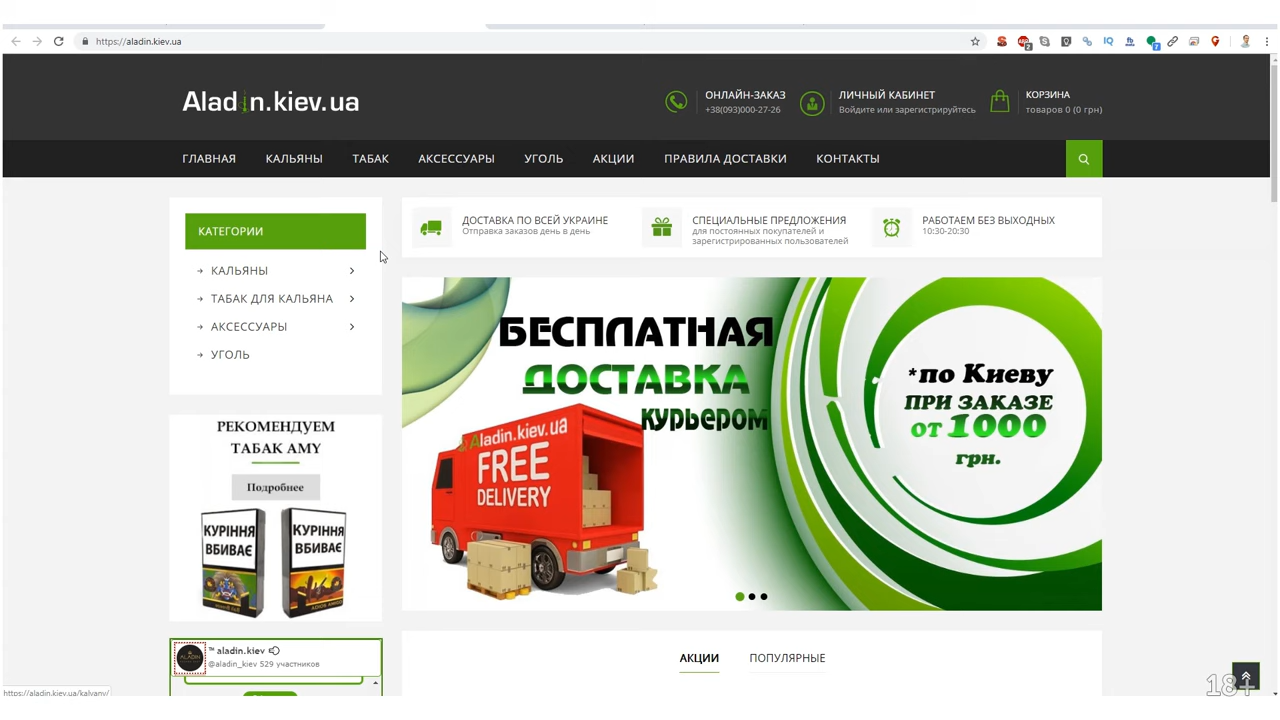 https://aladin.kiev.ua
Aladin.kiev.ua
ОНЛАЙН-ЗАКАЗ
+38(093)000-27-26
ЛИЧНЫЙ КАБИНЕТ
Войдите или зарегистрируйтесь
КОРЗИНА
товаров 0 (0 грн)
ГЛАВНАЯ КАЛЬЯНЫ ТАБАК АКСЕССУАРЫ УГОЛЬ АКЦИИ ПРАВИЛА ДОСТАВКИ КОНТАКТЫ
КАТЕГОРИИ
КАЛЬЯНЫ
ТАБАК ДЛЯ КАЛЬЯНА
АКСЕССУАРЫ
УГОЛЬ
ДОСТАВКА ПО ВСЕЙ УКРАИНЕ
Отправка заказов день в день
СПЕЦИАЛЬНЫЕ ПРЕДЛОЖЕНИЯ
для постоянных покупателей и
зарегистрированных пользователей
РАБОТАЕМ БЕЗ ВЫХОДНЫХ
10:30-20:30
БЕСПЛАТНАЯ
ДОСТАВКА
курьером
Aladin.kiev.ua
FREE
DELIVERY
*по Киеву
ПРИ ЗАКАЗЕ
от 1000
грн.
РЕКОМЕНДУЕМ
ТАБАК AMY
Подробнее
КУРІННЯ
ВБИВАЄ
КУРІННЯ
ВБИВАЄ
ADIOS AMIGO
™ aladin.kiev
@aladin_kiev 529 участников
АКЦИИ ПОПУЛЯРНЫЕ
https://aladin.kiev.ua/kalyany/
18+